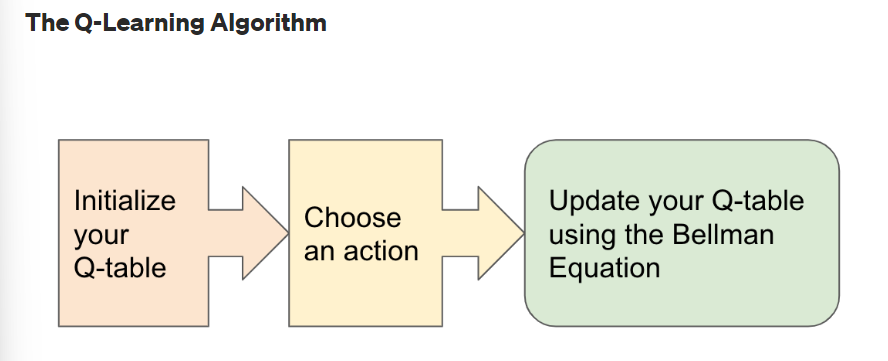 The Q-Learning Algorithm
Initialize
your
Q-table
Choose
an action
Update your Q-table
using the Bellman
Equation